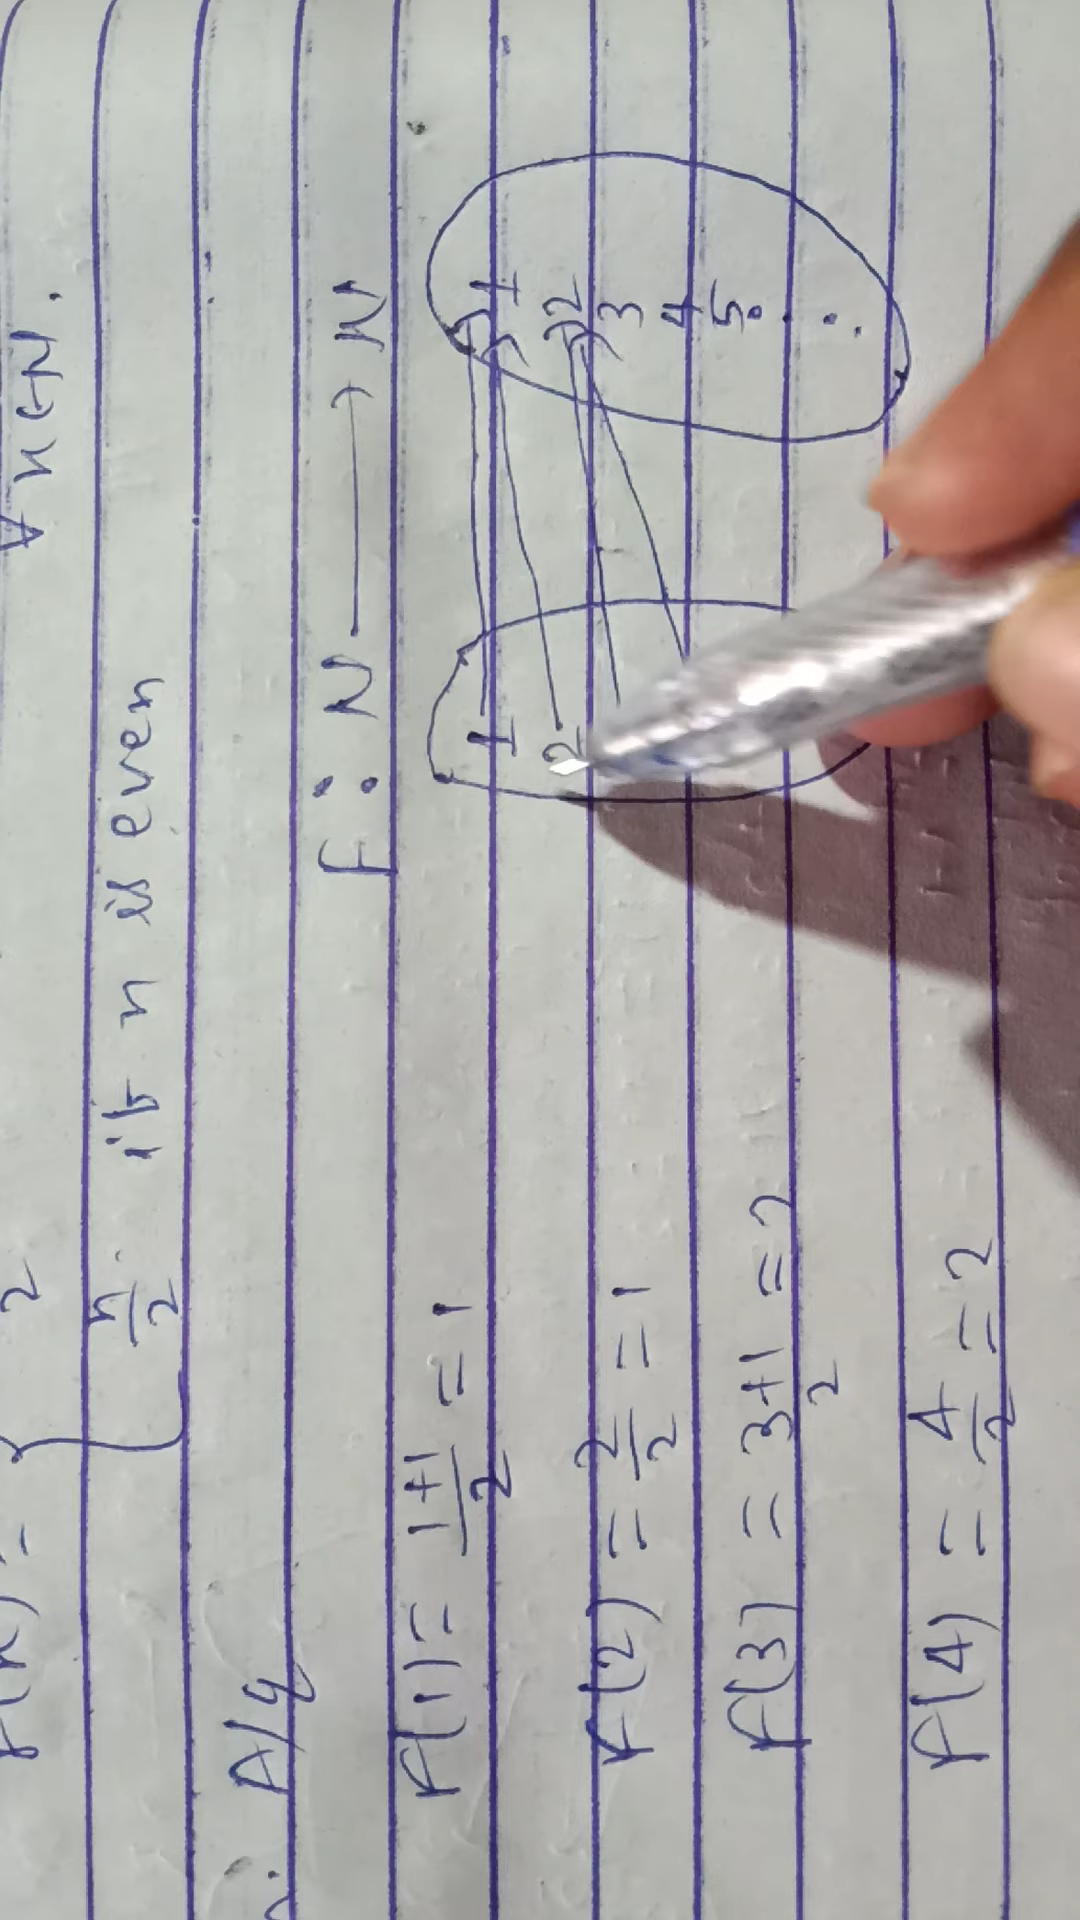 2 ∀ n∈N.
n/2 if n is even
A/q
F : N ⟶ N
F(1) = 1+1/2 = 1
F(2) = 2/2 = 1
F(3) = 3+1/2 = 2
F(4) = 4/2 = 2
1 1
2 2
3
4
5